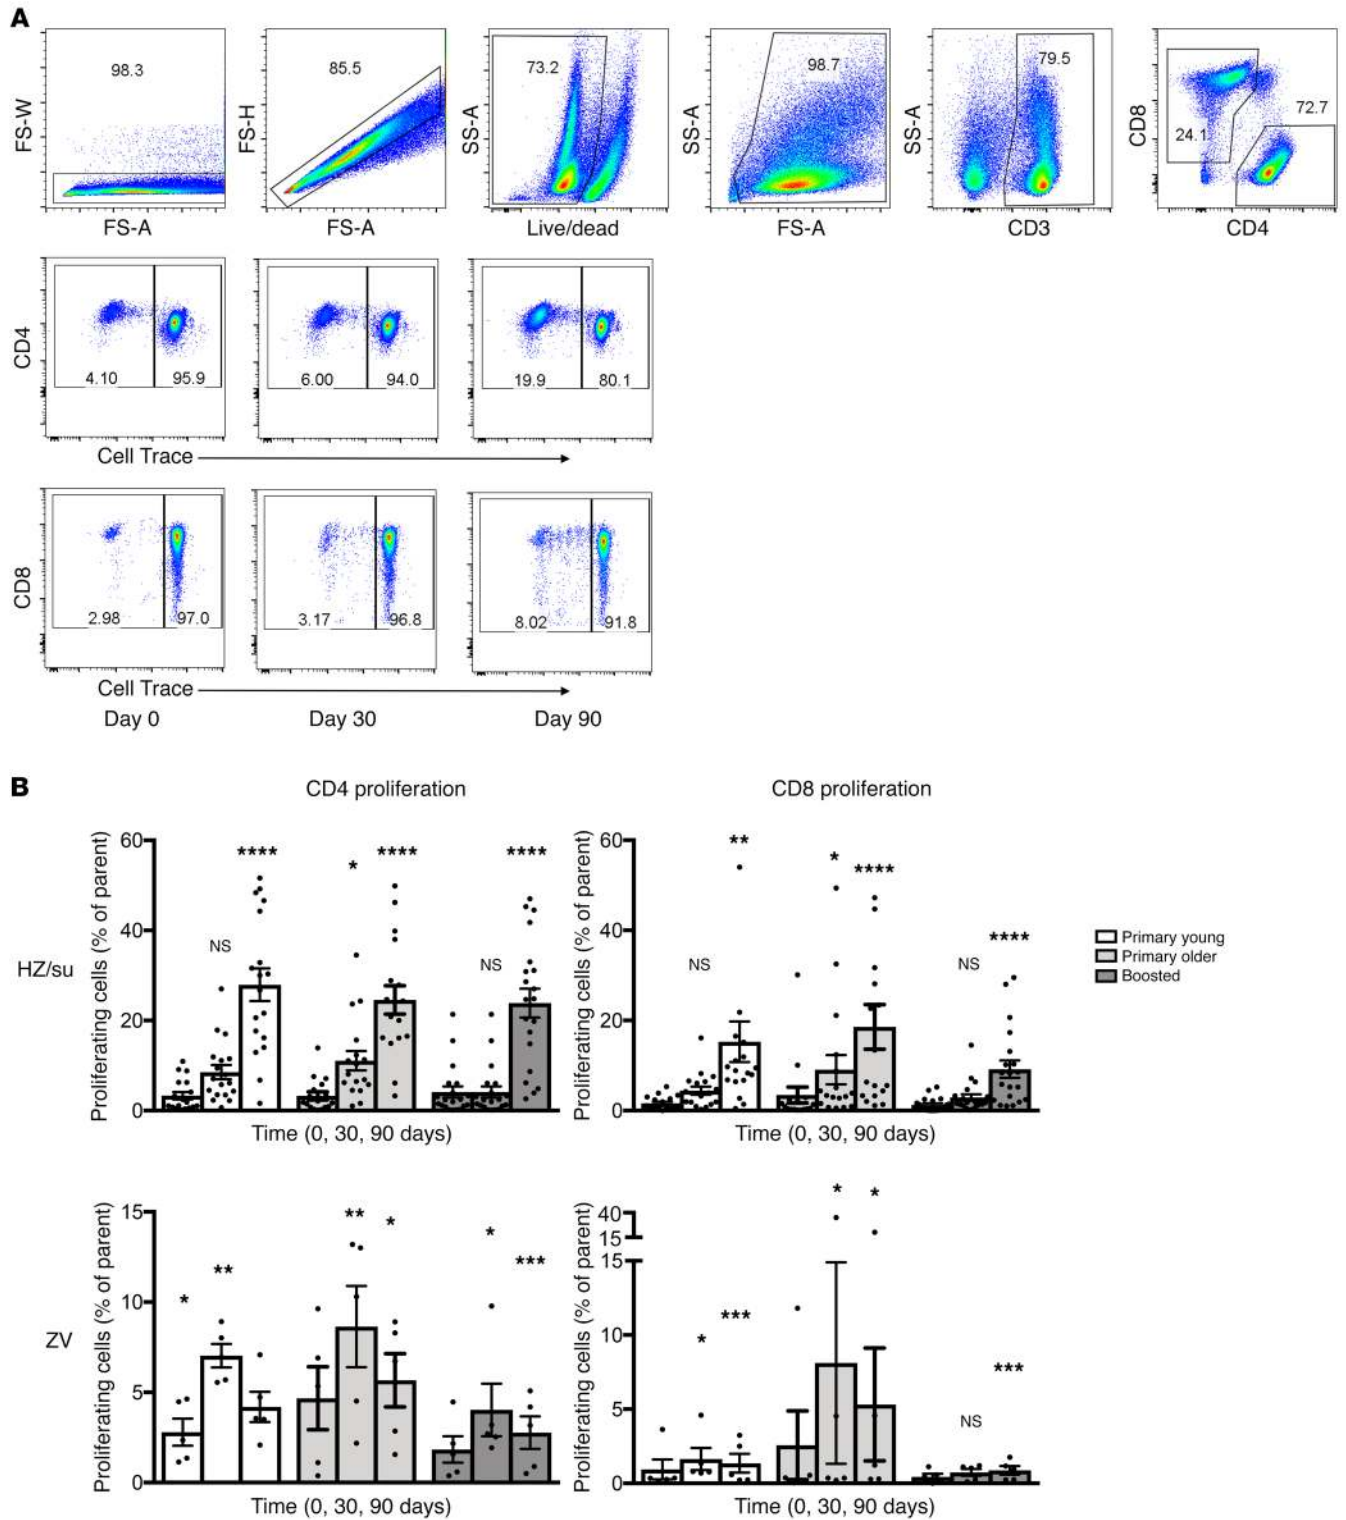 A
98.3
FS-W
FS-A
85.5
FS-H
FS-A
73.2
SS-A
Live/dead
98.7
SS-A
FS-A
79.5
SS-A
CD3
72.7
24.1
CD8
CD4
CD4
4.10 95.9
6.00 94.0
19.9 80.1
Cell Trace
CD8
2.98 97.0
3.17 96.8
8.02 91.8
Cell Trace
Day 0 Day 30 Day 90
B
CD4 proliferation CD8 proliferation
HZ/su
Proliferating cells (% of parent)
60
40
20
0
NS **** * **** NS ****
Time (0, 30, 90 days)
Proliferating cells (% of parent)
60
40
20
0
NS ** * **** NS ****
Time (0, 30, 90 days)
Primary young
Primary older
Boosted
ZV
Proliferating cells (% of parent)
15
10
5
0
* ** ** * * ***
Time (0, 30, 90 days)
Proliferating cells (% of parent)
40
15
15
10
5
0
* *** * * NS ***
Time (0, 30, 90 days)